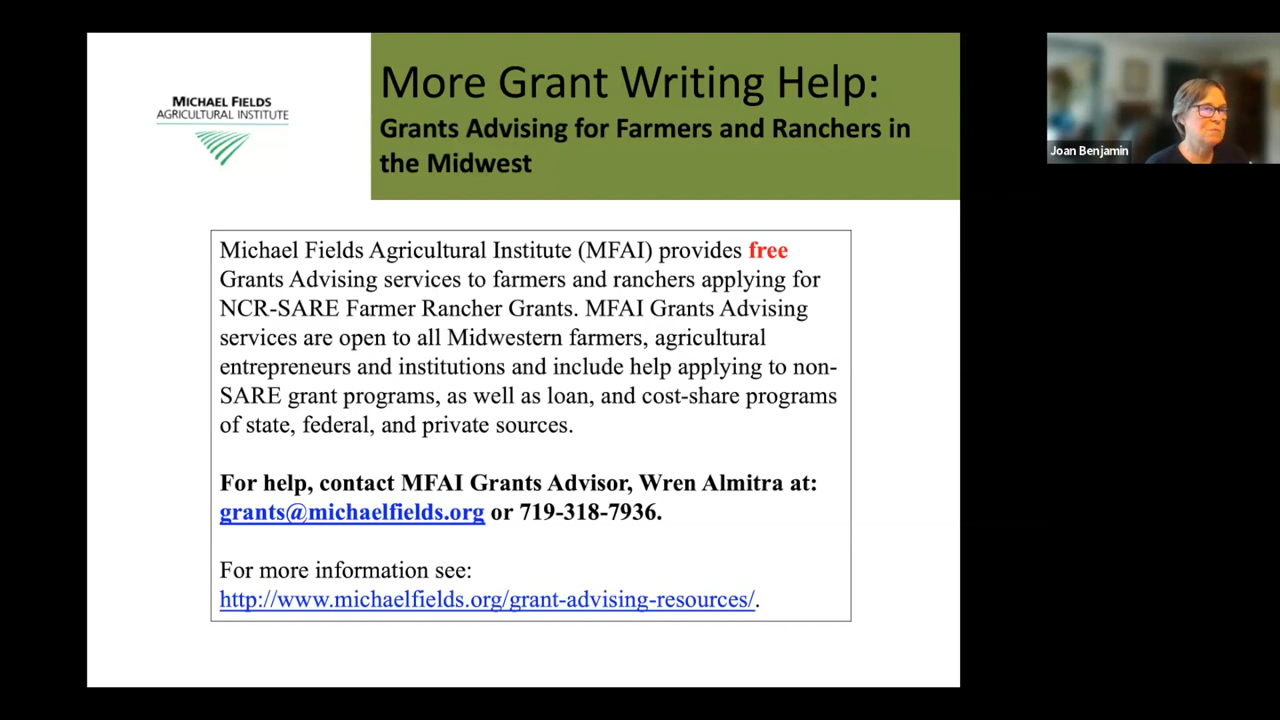 MICHAEL FIELDS
AGRICULTURAL INSTITUTE
More Grant Writing Help:
Grants Advising for Farmers and Ranchers in
the Midwest
Joan Benjamin
Michael Fields Agricultural Institute (MFAI) provides free
Grants Advising services to farmers and ranchers applying for
NCR-SARE Farmer Rancher Grants. MFAI Grants Advising
services are open to all Midwestern farmers, agricultural
entrepreneurs and institutions and include help applying to non-
SARE grant programs, as well as loan, and cost-share programs
of state, federal, and private sources.
For help, contact MFAI Grants Advisor, Wren Almitra at:
grants@michaelfields.org or 719-318-7936.
For more information see:
http://www.michaelfields.org/grant-advising-resources/.